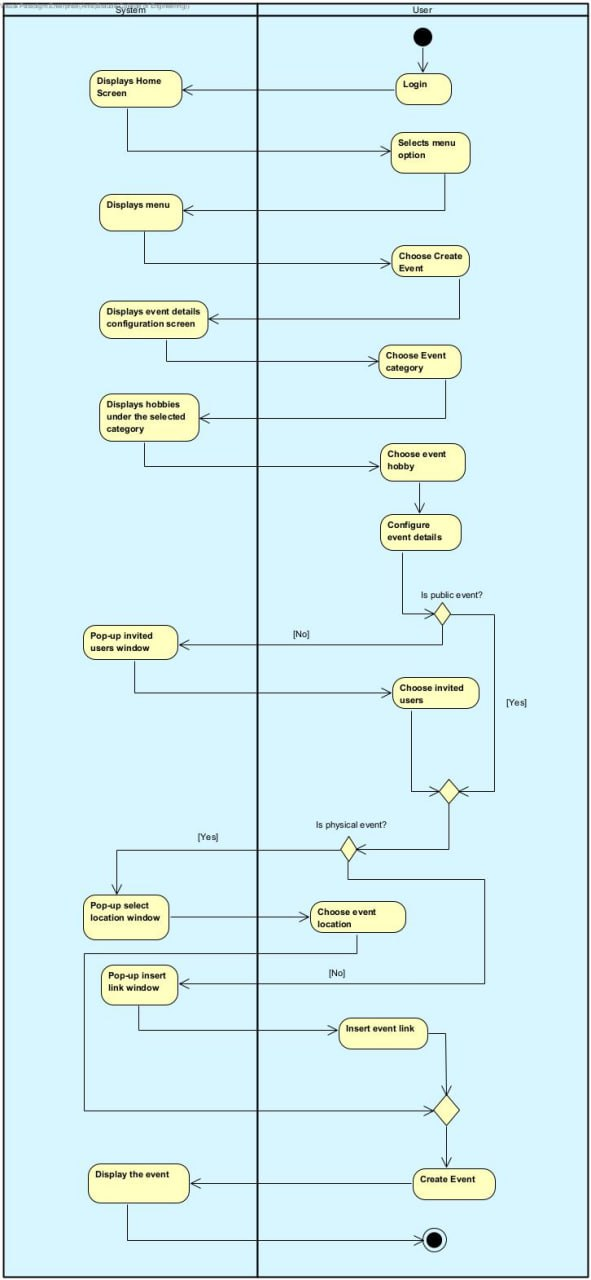 System
User
Login
Displays Home
Screen
Selects menu
option
Displays menu
Choose Create
Event
Displays event details
configuration screen
Choose Event
category
Displays hobbies
under the selected
category
Choose event
hobby
Configure
event details
Is public event?
[No]
Pop-up invited
users window
Choose invited
users
[Yes]
Is physical event?
[Yes]
Pop-up select
location window
Choose event
location
[No]
Pop-up insert
link window
Insert event link
Create Event
Display the event